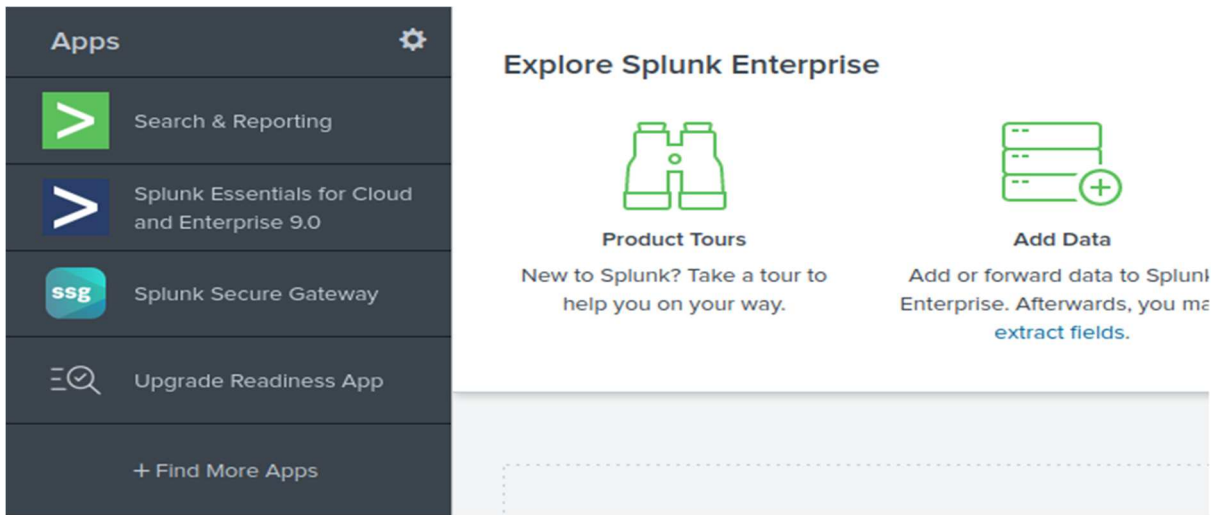 Apps
Search & Reporting
Splunk Essentials for Cloud
and Enterprise 9.0
ssg
Splunk Secure Gateway
Upgrade Readiness App
+ Find More Apps
Explore Splunk Enterprise
Product Tours
New to Splunk? Take a tour to
help you on your way.
Add Data
Add or forward data to Splunk
Enterprise. Afterwards, you ma
extract fields.